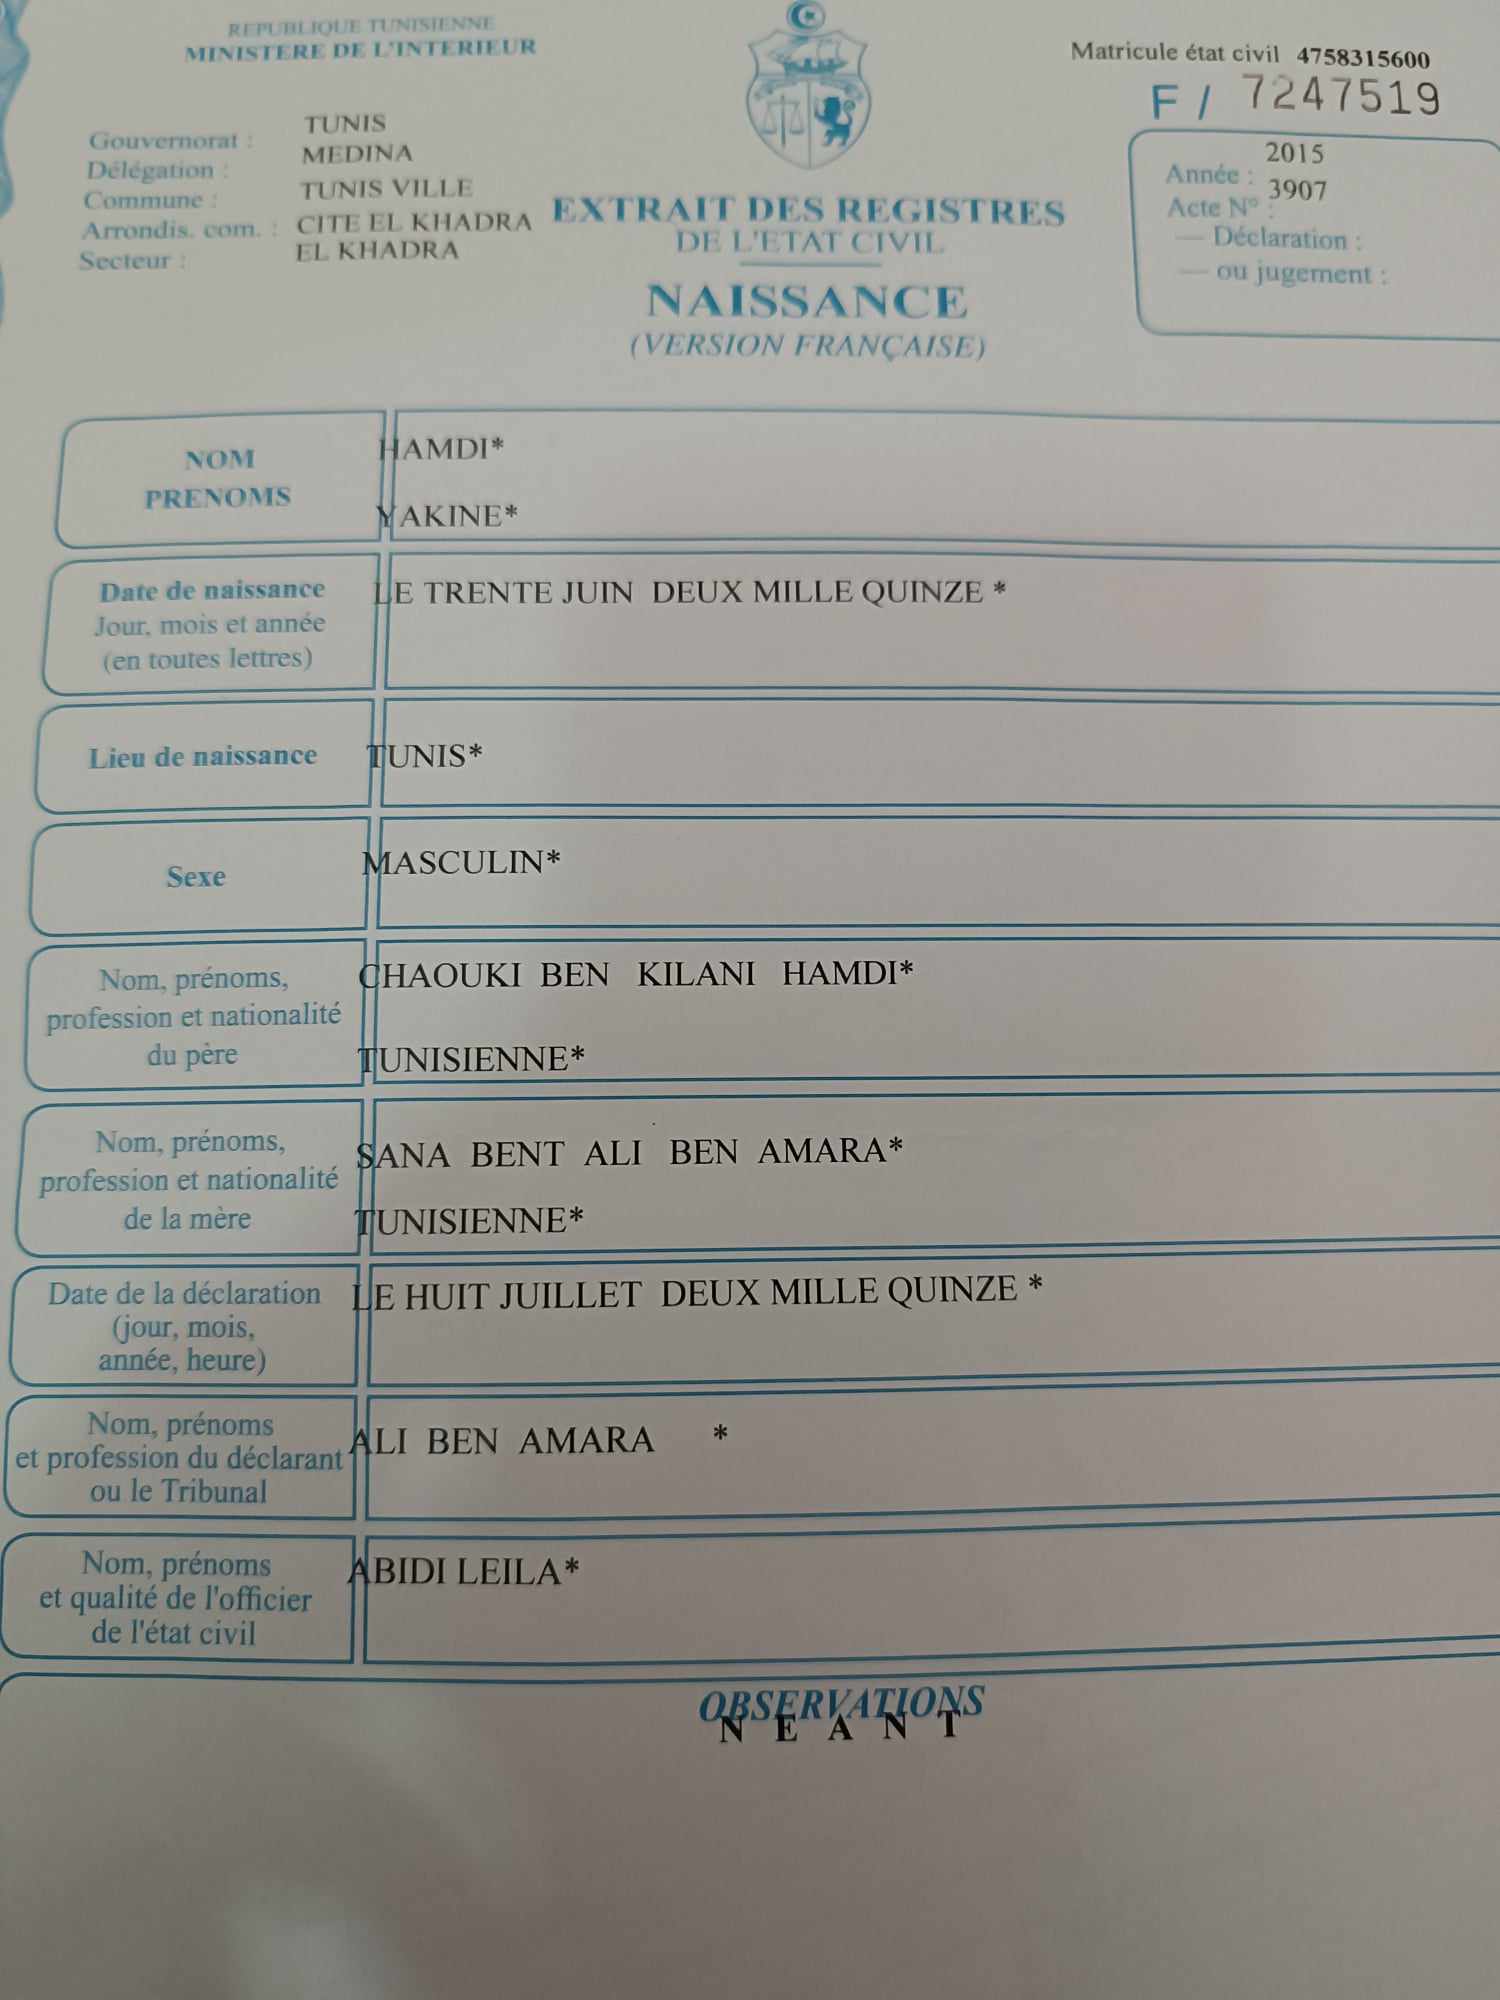 REPUBLIQUE TUNISIENNE
MINISTERE DE L'INTERIEUR
Matricule état civil 4758315600
F / 7247519
Gouvernorat : TUNIS
Délégation : MEDINA
Commune : TUNIS VILLE
Arrondis. com. : CITE EL KHADRA
Secteur : EL KHADRA
EXTRAIT DES REGISTRES
DE L'ETAT CIVIL
NAISSANCE
(VERSION FRANÇAISE)
Année : 2015
Acte N° : 3907
— Déclaration :
— ou jugement :
NOM
PRENOMS
HAMDI*
YAKINE*
Date de naissance
Jour, mois et année
(en toutes lettres)
LE TRENTE JUIN DEUX MILLE QUINZE *
Lieu de naissance
TUNIS*
Sexe
MASCULIN*
Nom, prénoms,
profession et nationalité
du père
CHAOUKI BEN KILANI HAMDI*
TUNISIENNE*
Nom, prénoms,
profession et nationalité
de la mère
SANA BENT ALI BEN AMARA*
TUNISIENNE*
Date de la déclaration
(jour, mois,
année, heure)
LE HUIT JUILLET DEUX MILLE QUINZE *
Nom, prénoms
et profession du déclarant
ou le Tribunal
ALI BEN AMARA *
Nom, prénoms
et qualité de l'officier
de l'état civil
ABIDI LEILA*
OBSERVATIONS
N E A N T